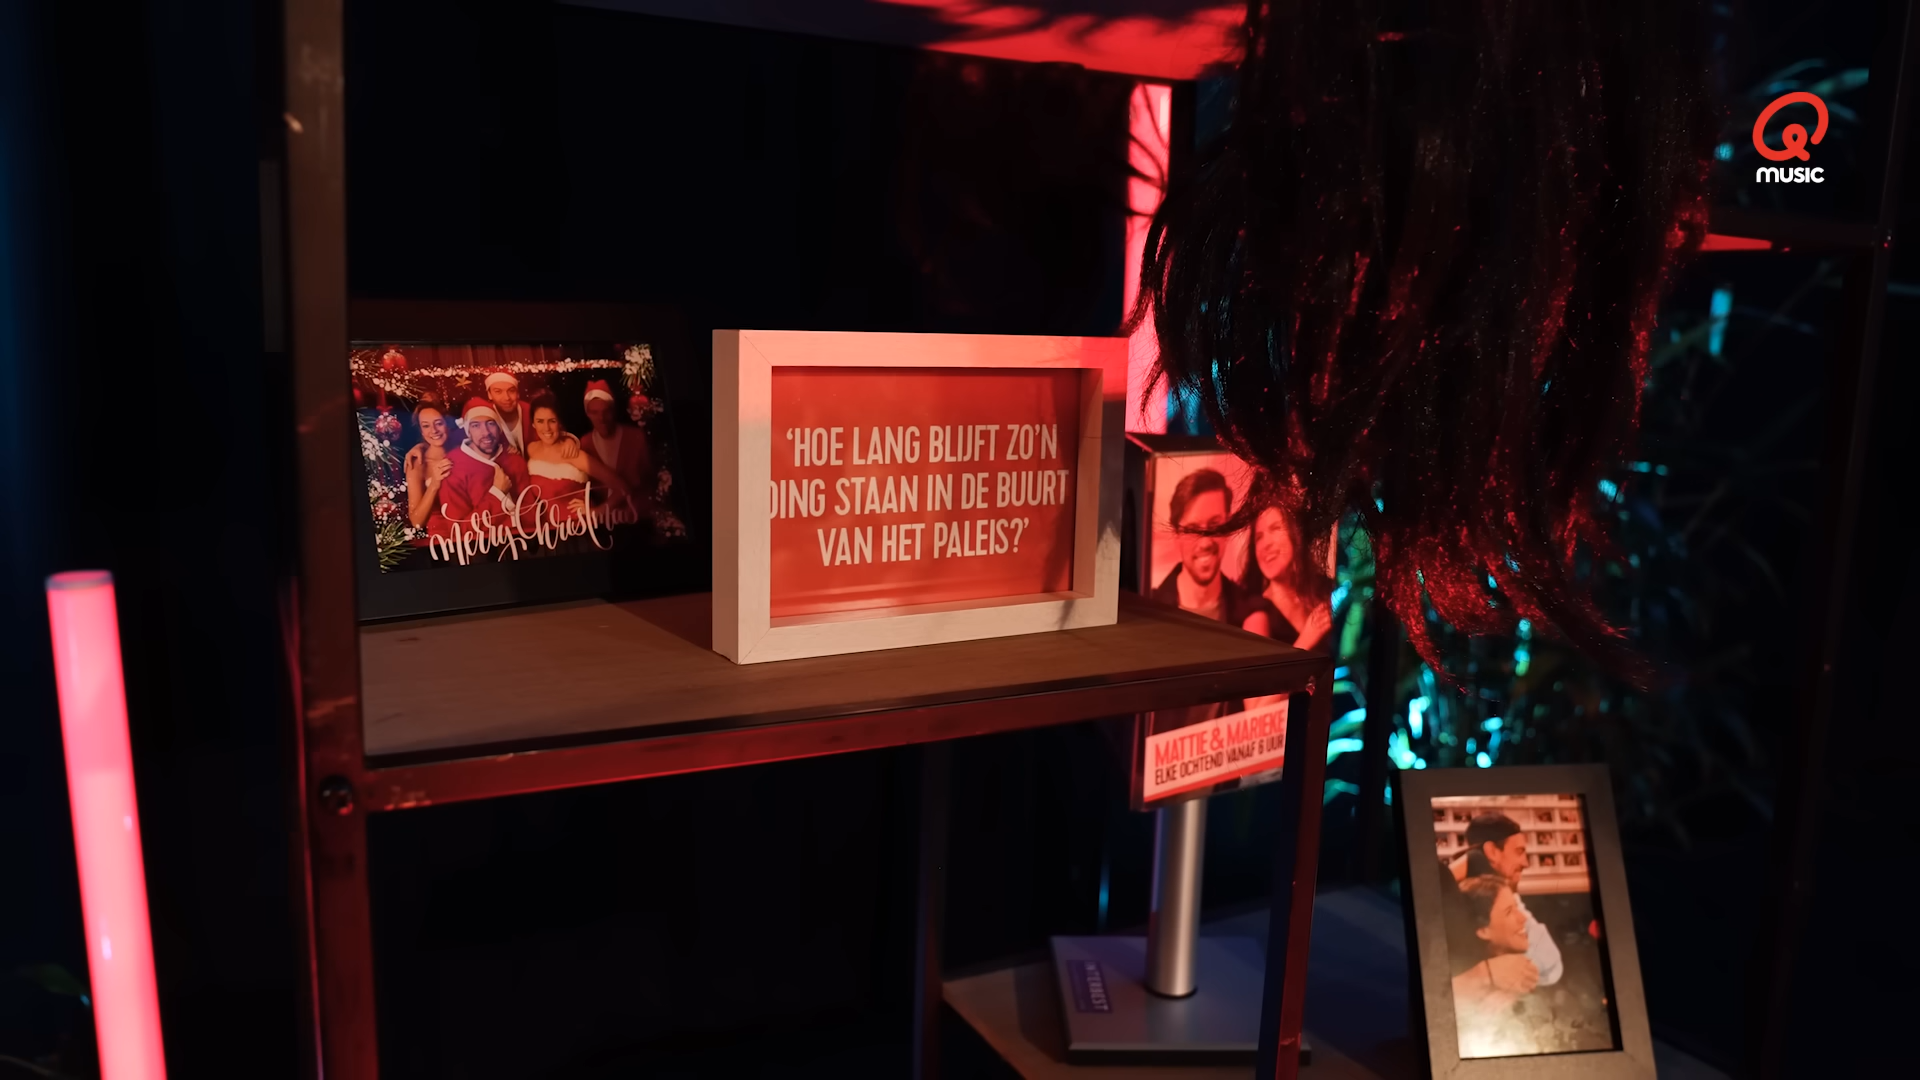 Q
MUSIC
Merry Christmas
‘HOE LANG BLIJFT ZO’N
DING STAAN IN DE BUURT
VAN HET PALEIS?’
MATTIE & MARIEKE
ELKE OCHTEND VANAF 6 UUR
INTERBEST